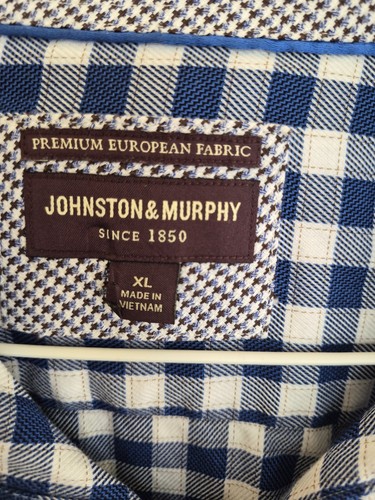 PREMIUM EUROPEAN FABRIC
JOHNSTON&MURPHY
SINCE 1850
XL
MADE IN
VIETNAM